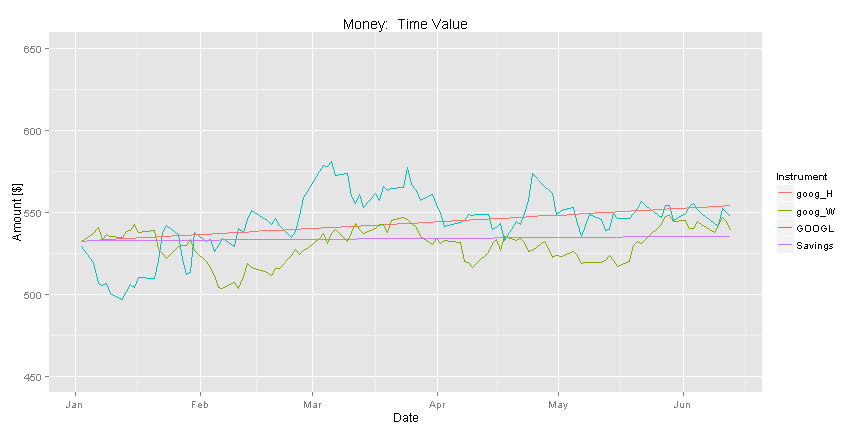 Money:  Time Value
Amount [$]
650
600
550
500
450
Jan Feb Mar Apr May Jun
Date
Instrument
goog_H
goog_W
GOOGL
Savings